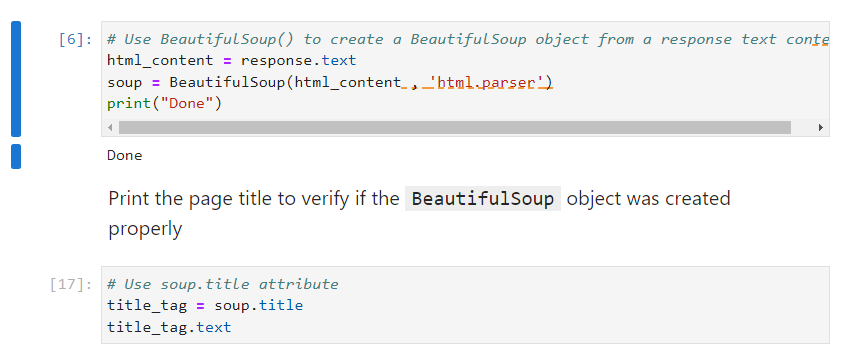 [6]: # Use BeautifulSoup() to create a BeautifulSoup object from a response text conte
html_content = response.text
soup = BeautifulSoup(html_content , 'html.parser')
print("Done")
Done
Print the page title to verify if the BeautifulSoup object was created
properly
[17]: # Use soup.title attribute
title_tag = soup.title
title_tag.text